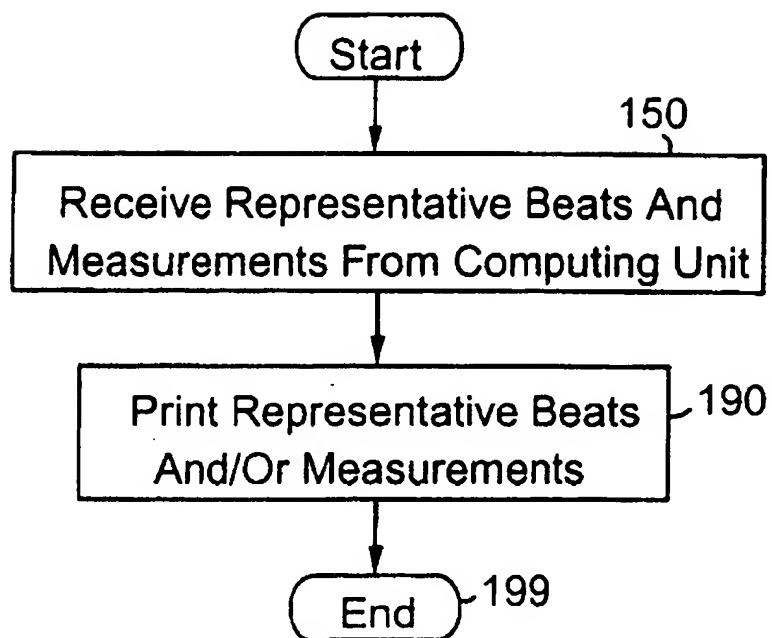 Start
150
Receive Representative Beats And
Measurements From Computing Unit
Print Representative Beats
And/Or Measurements
190
End
199